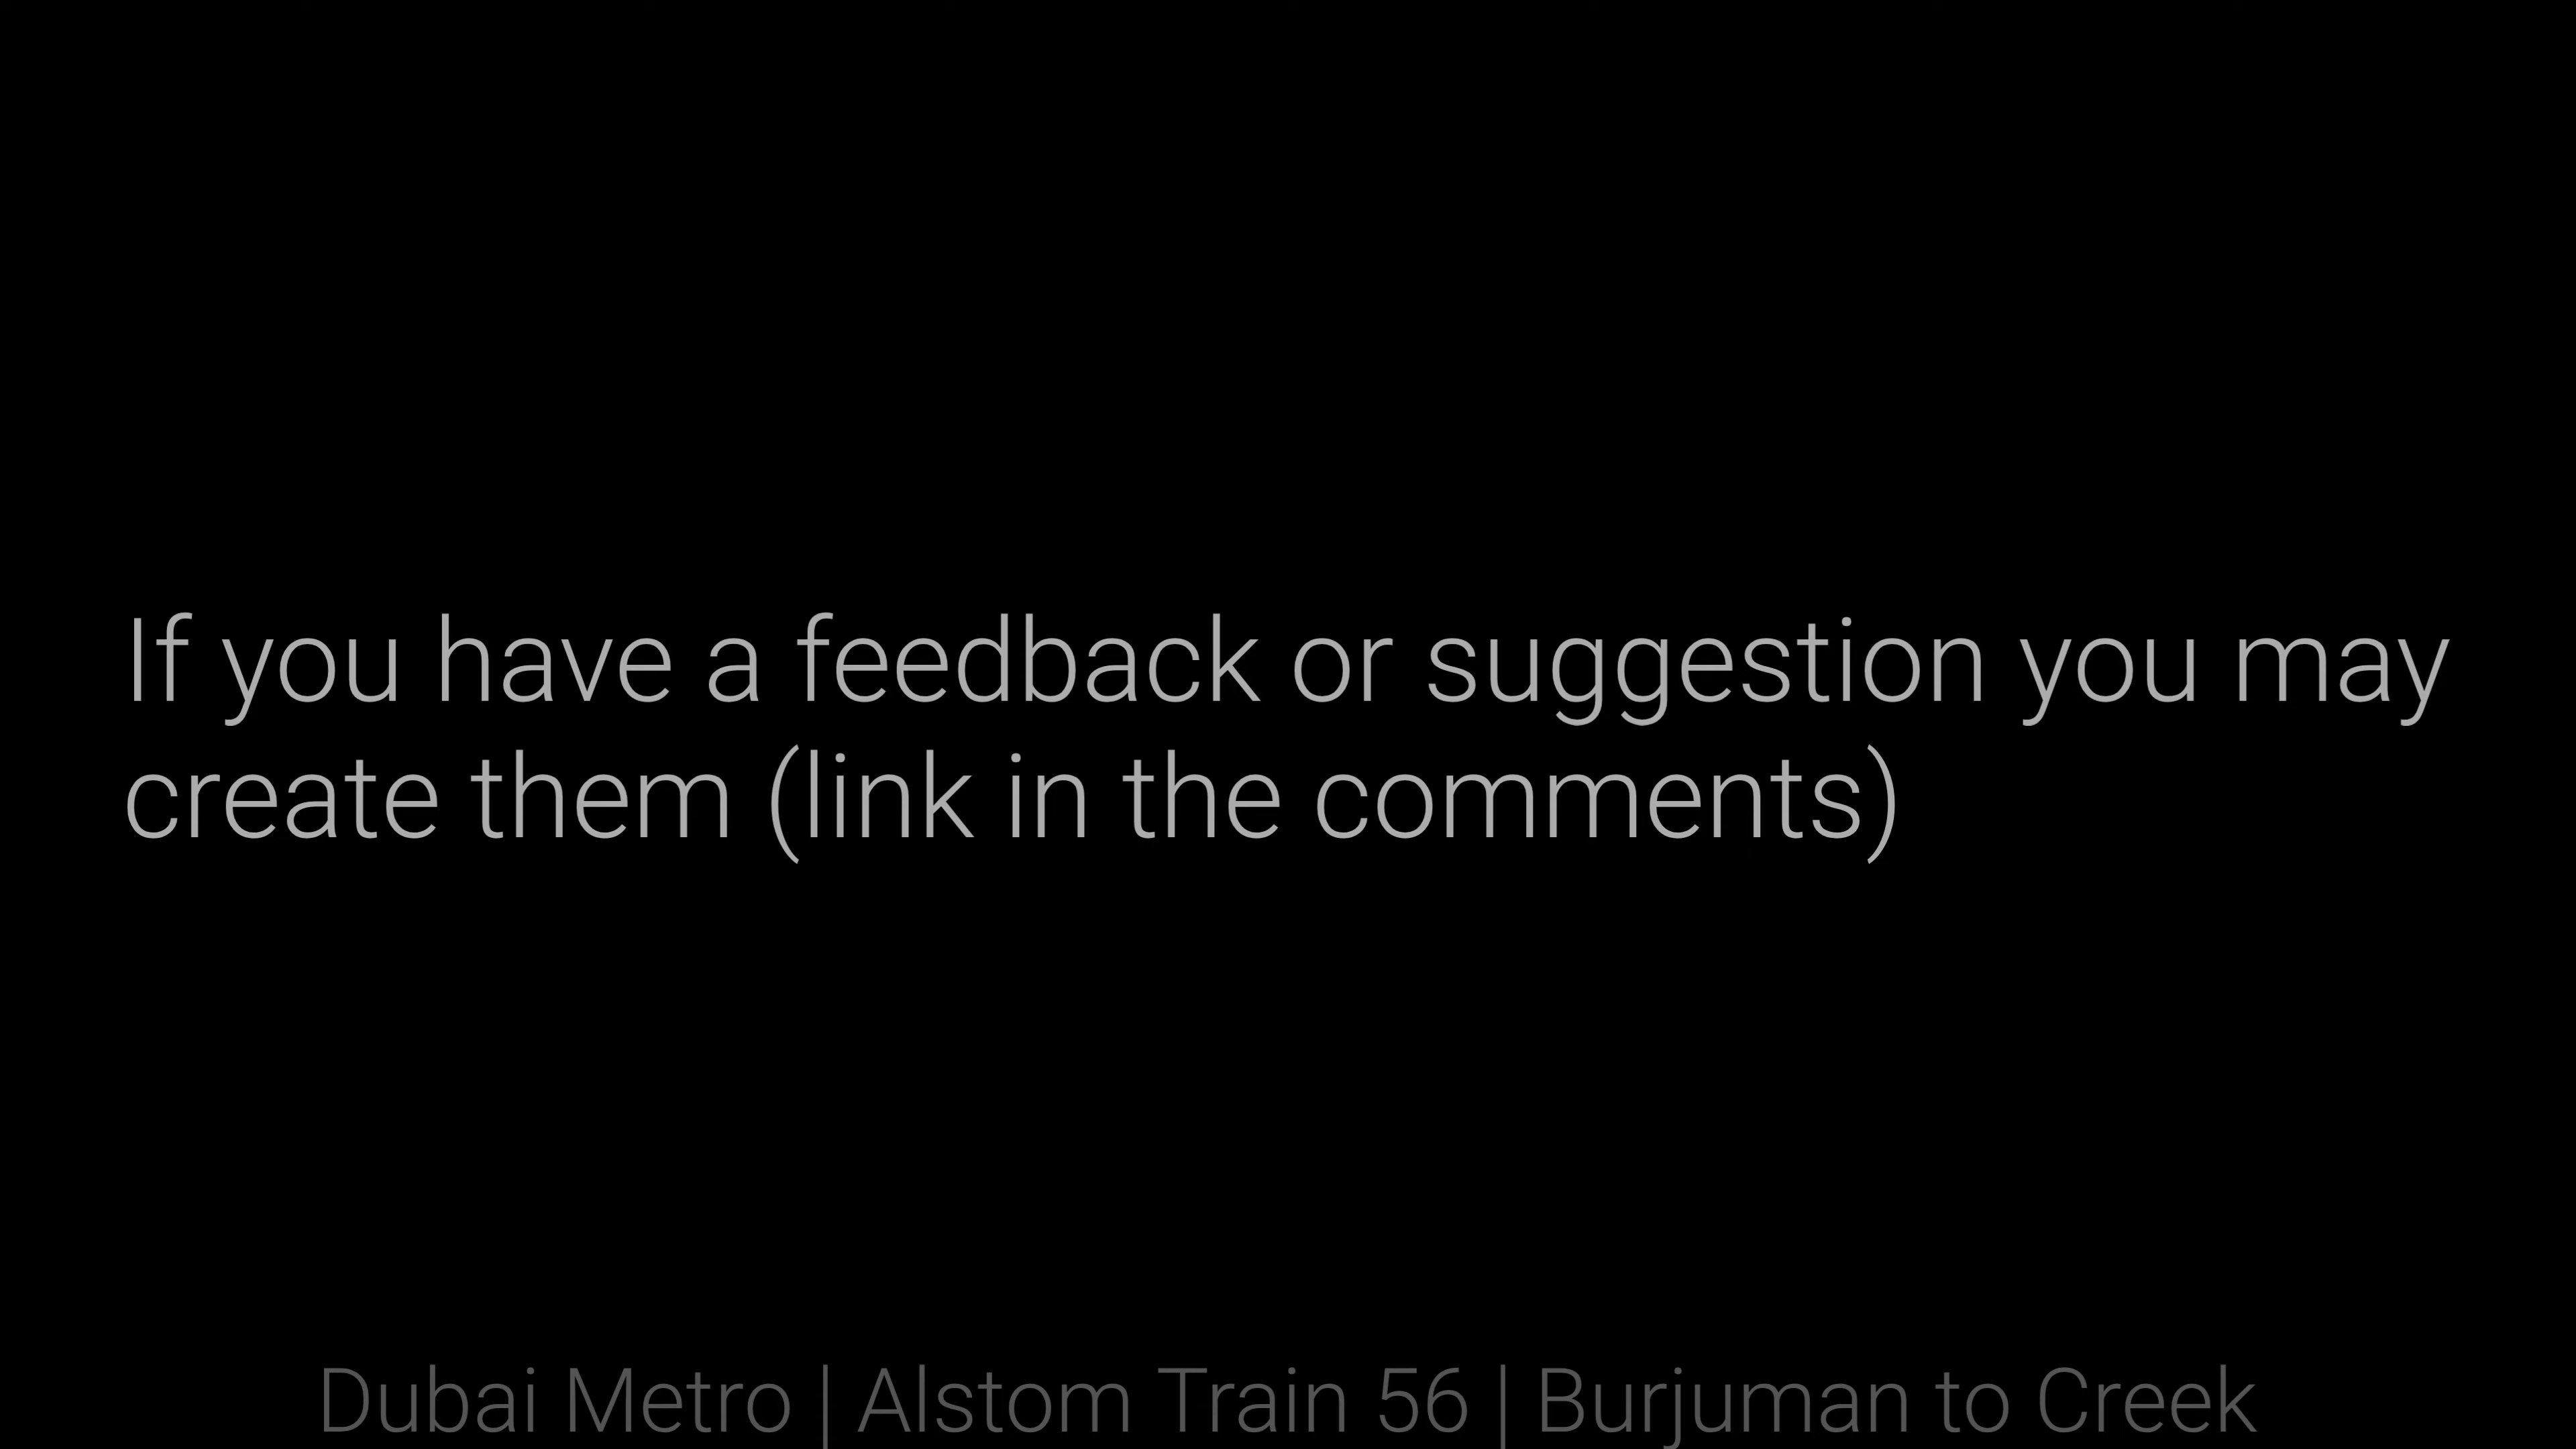 If you have a feedback or suggestion you may
create them (link in the comments)
Dubai Metro | Alstom Train 56 | Burjuman to Creek